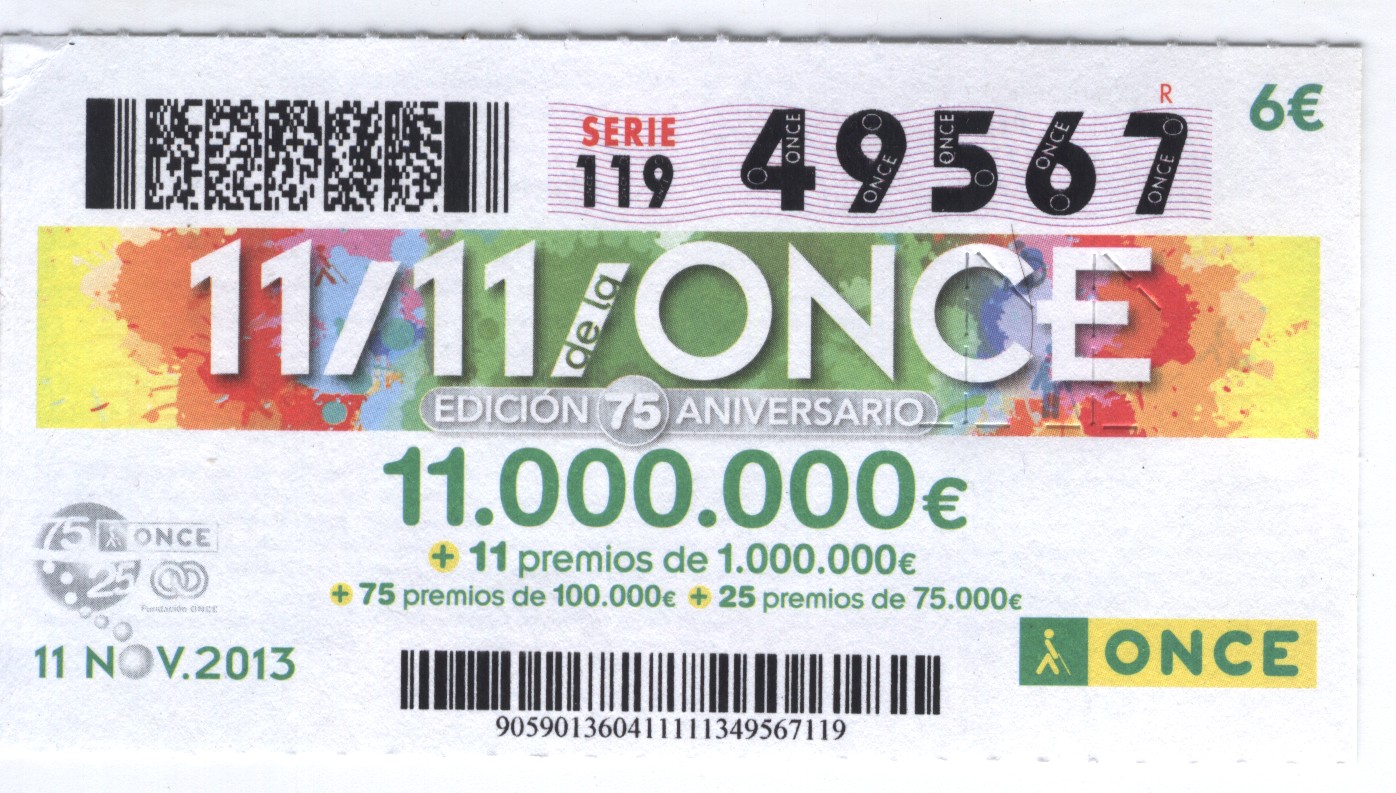 R
6€
SERIE
119
49567
11/11/de la ONCE
EDICIÓN 75 ANIVERSARIO
11.000.000€
+ 11 premios de 1.000.000€
+ 75 premios de 100.000€ + 25 premios de 75.000€
75 ONCE
25
Fundación ONCE
11 NOV.2013
ONCE
9059013604111111349567119